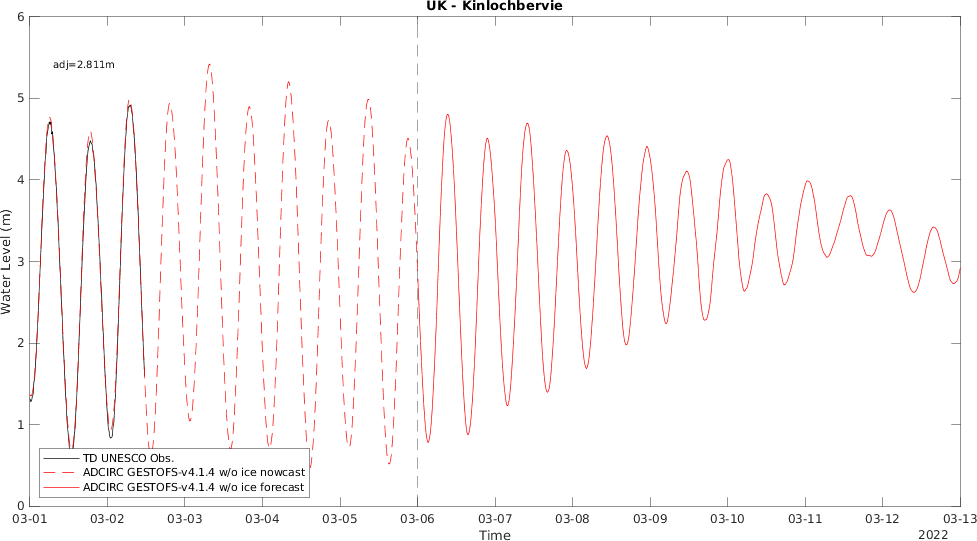 UK - Kinlochbervie
adj=2.811m
Water Level (m)
6
5
4
3
2
1
0
TD UNESCO Obs.
ADCIRC GESTOFS-v4.1.4 w/o ice nowcast
ADCIRC GESTOFS-v4.1.4 w/o ice forecast
03-01 03-02 03-03 03-04 03-05 03-06 03-07 03-08 03-09 03-10 03-11 03-12 03-13
Time
2022